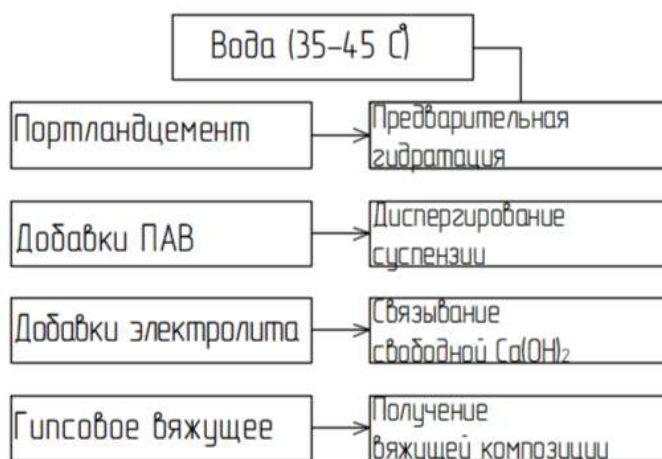 Вода (35–45 С°)
Портландцемент
Предварительная
гидратация
Добавки ПАВ
Диспергирование
суспензии
Добавки электролита
Связывание
свободной Ca(OH)₂
Гипсовое вяжущее
Получение
вяжущей композиции